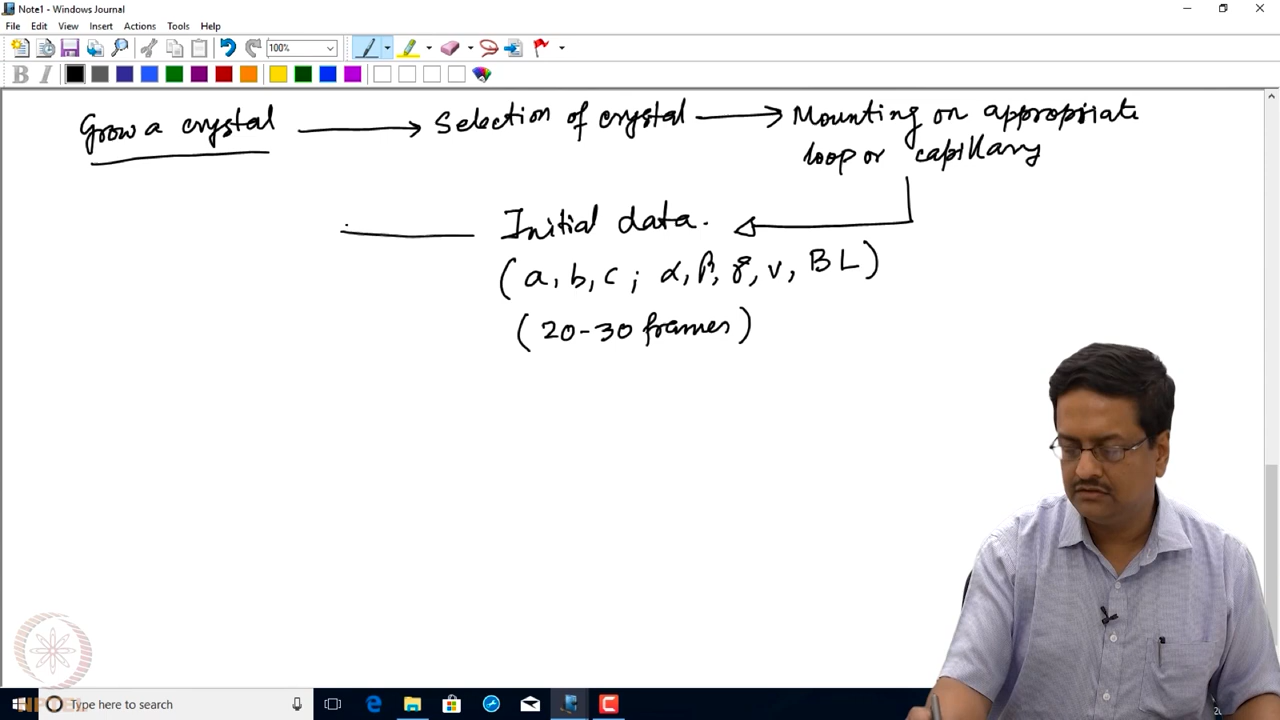 Note1 - Windows Journal
File Edit View Insert Actions Tools Help
100%
B I
Grow a crystal → Selection of crystal → Mounting on appropriate
loop or capillary
Initial data.
(a, b, c ; α, β, γ, v, BL)
(20-30 frames)
Type here to search